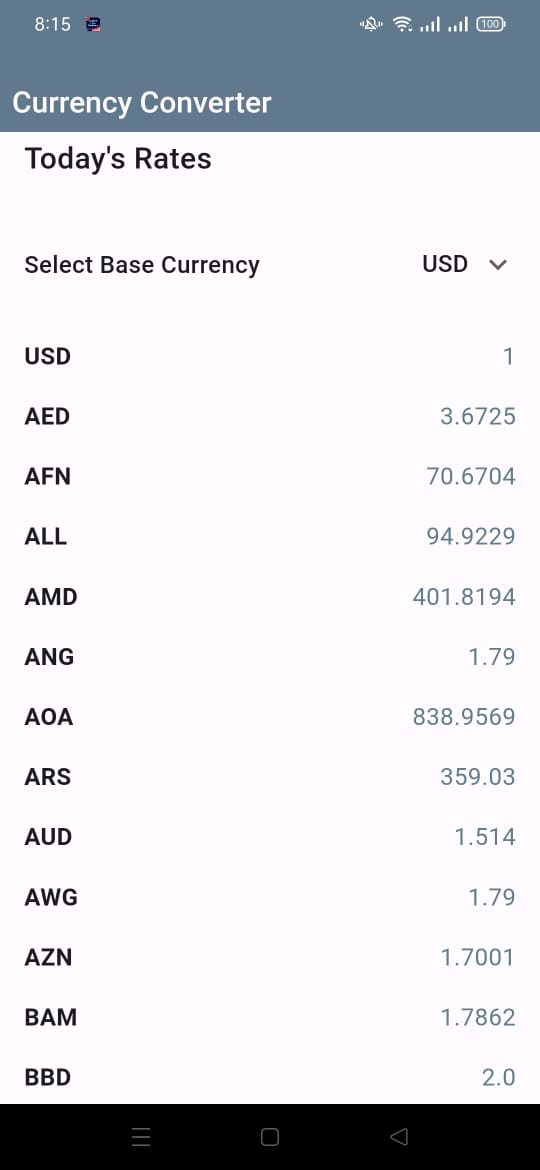 8:15
100
Currency Converter
Today's Rates
Select Base Currency USD
USD 1
AED 3.6725
AFN 70.6704
ALL 94.9229
AMD 401.8194
ANG 1.79
AOA 838.9569
ARS 359.03
AUD 1.514
AWG 1.79
AZN 1.7001
BAM 1.7862
BBD 2.0